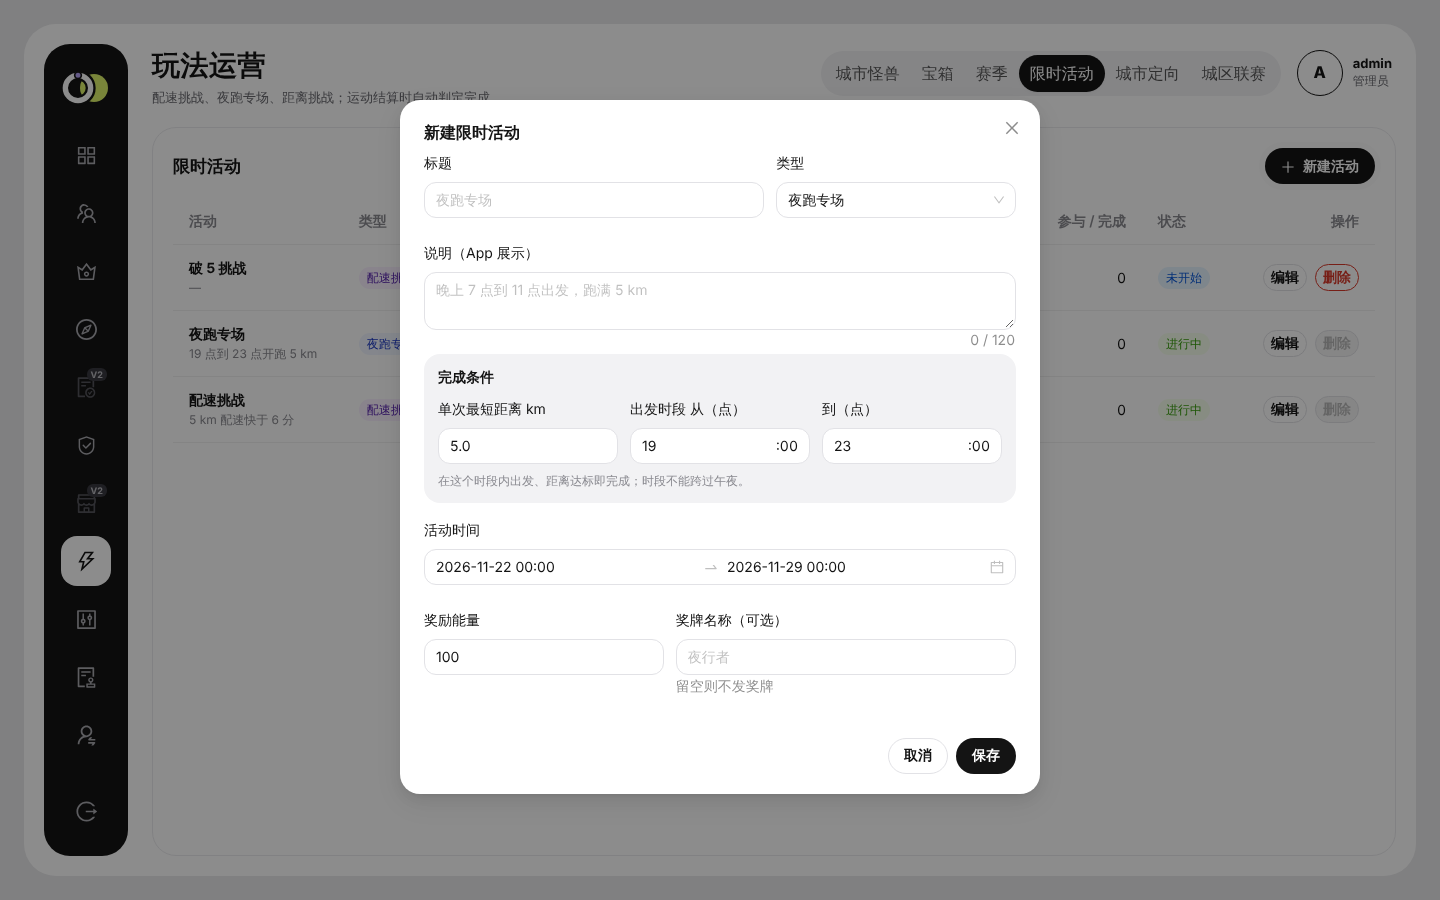 玩法运营
配速挑战、夜跑专场、距离挑战；运动结算时自动判定完成
城市怪兽 宝箱 赛季 限时活动 城市定向 城区联赛
A
admin
管理员
V2
V2
限时活动
新建活动
活动 类型 参与 / 完成 状态 操作
破 5 挑战
—
配速挑
0 未开始 编辑 删除
夜跑专场
19 点到 23 点开跑 5 km
夜跑专
0 进行中 编辑 删除
配速挑战
5 km 配速快于 6 分
配速挑
0 进行中 编辑 删除
新建限时活动
标题 类型
夜跑专场 夜跑专场
说明（App 展示）
晚上 7 点到 11 点出发，跑满 5 km
0 / 120
完成条件
单次最短距离 km 出发时段 从（点） 到（点）
5.0 19 :00 23 :00
在这个时段内出发、距离达标即完成；时段不能跨过午夜。
活动时间
2026-11-22 00:00 2026-11-29 00:00
奖励能量 奖牌名称（可选）
100 夜行者
留空则不发奖牌
取消 保存